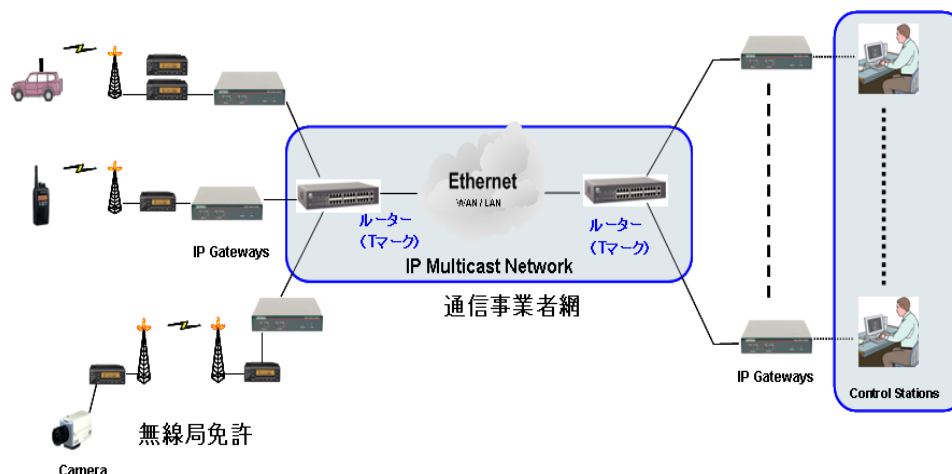 Ethernet
WAN / LAN
ルーター
（Tマーク）
ルーター
（Tマーク）
IP Gateways
IP Multicast Network
通信事業者網
IP Gateways
Control Stations
無線局免許
Camera